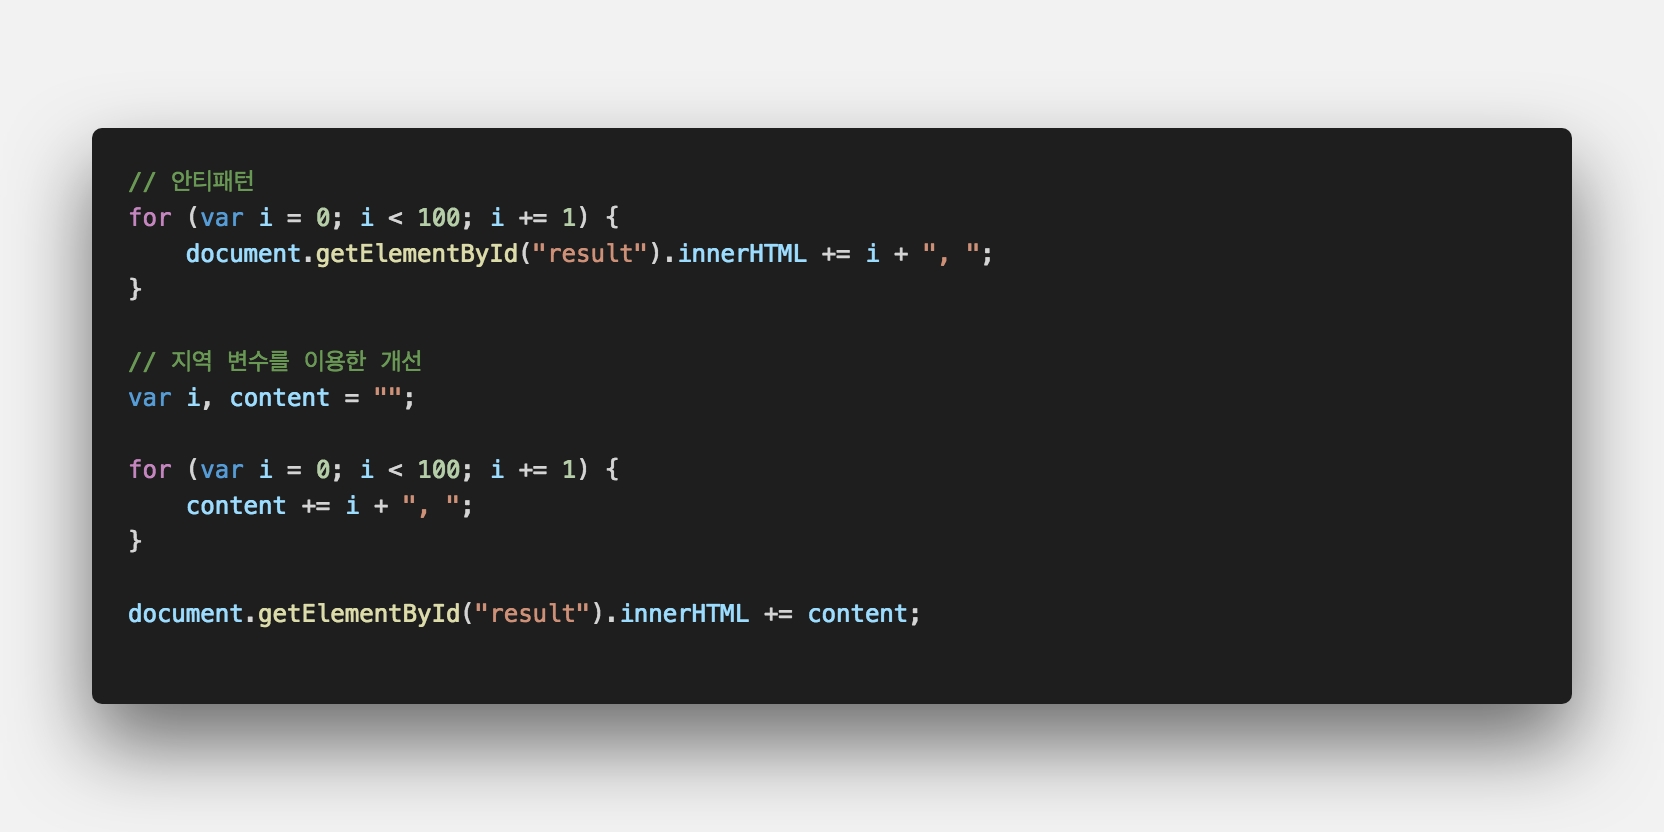 // 안티패턴
for (var i = 0; i < 100; i += 1) {
    document.getElementById("result").innerHTML += i + ", ";
}
// 지역 변수를 이용한 개선
var i, content = "";
for (var i = 0; i < 100; i += 1) {
    content += i + ", ";
}
document.getElementById("result").innerHTML += content;